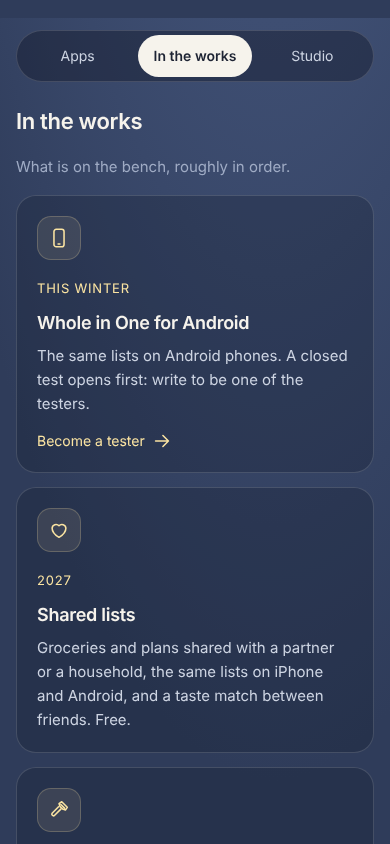 Apps
In the works
Studio
In the works
What is on the bench, roughly in order.
THIS WINTER
Whole in One for Android
The same lists on Android phones. A closed
test opens first: write to be one of the
testers.
Become a tester →
2027
Shared lists
Groceries and plans shared with a partner
or a household, the same lists on iPhone
and Android, and a taste match between
friends. Free.